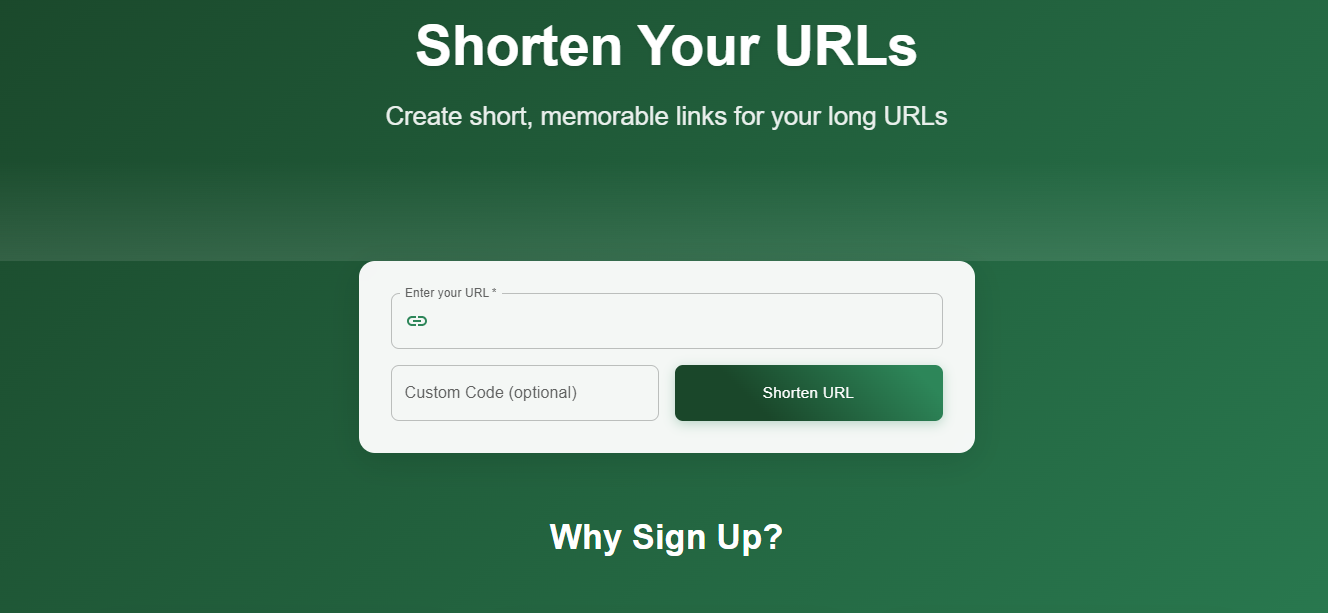 Shorten Your URLs
Create short, memorable links for your long URLs
Enter your URL *
Custom Code (optional)
Shorten URL
Why Sign Up?